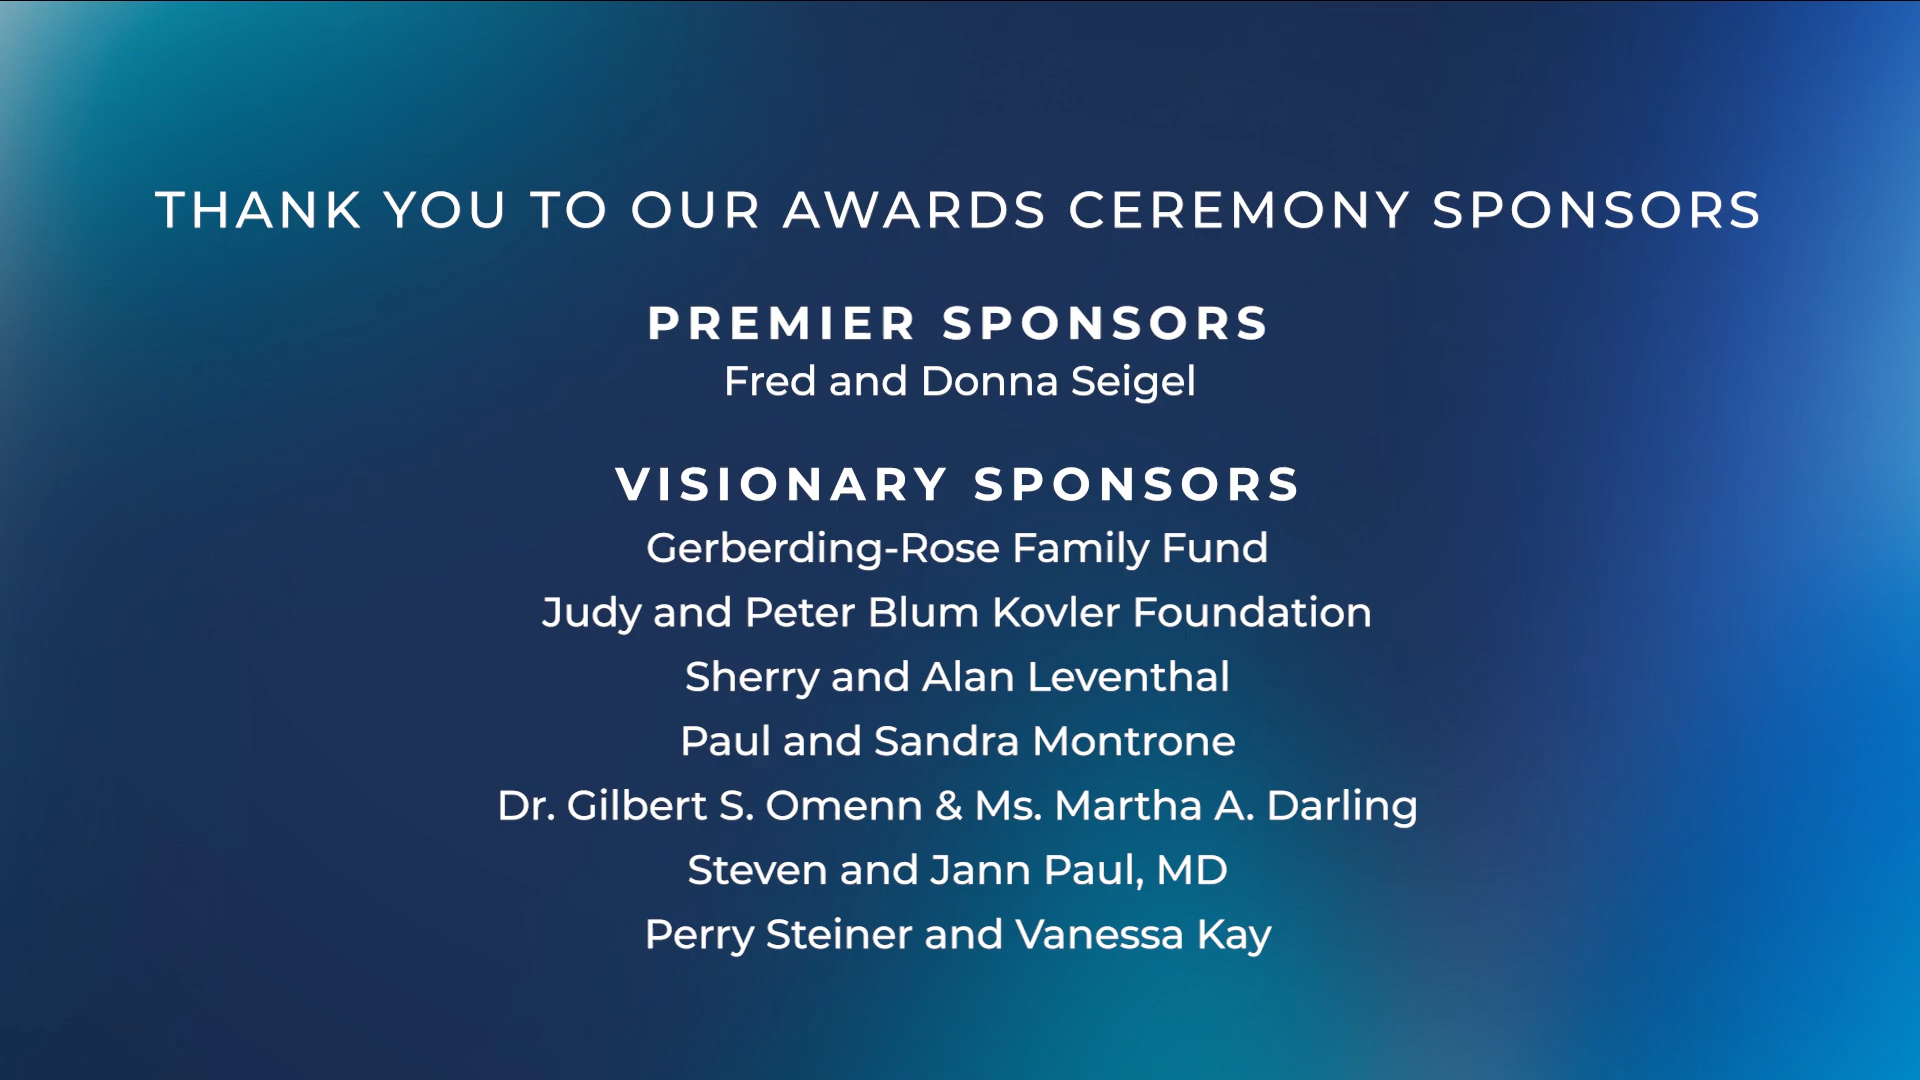 THANK YOU TO OUR AWARDS CEREMONY SPONSORS
PREMIER SPONSORS
Fred and Donna Seigel
VISIONARY SPONSORS
Gerberding-Rose Family Fund
Judy and Peter Blum Kovler Foundation
Sherry and Alan Leventhal
Paul and Sandra Montrone
Dr. Gilbert S. Omenn & Ms. Martha A. Darling
Steven and Jann Paul, MD
Perry Steiner and Vanessa Kay